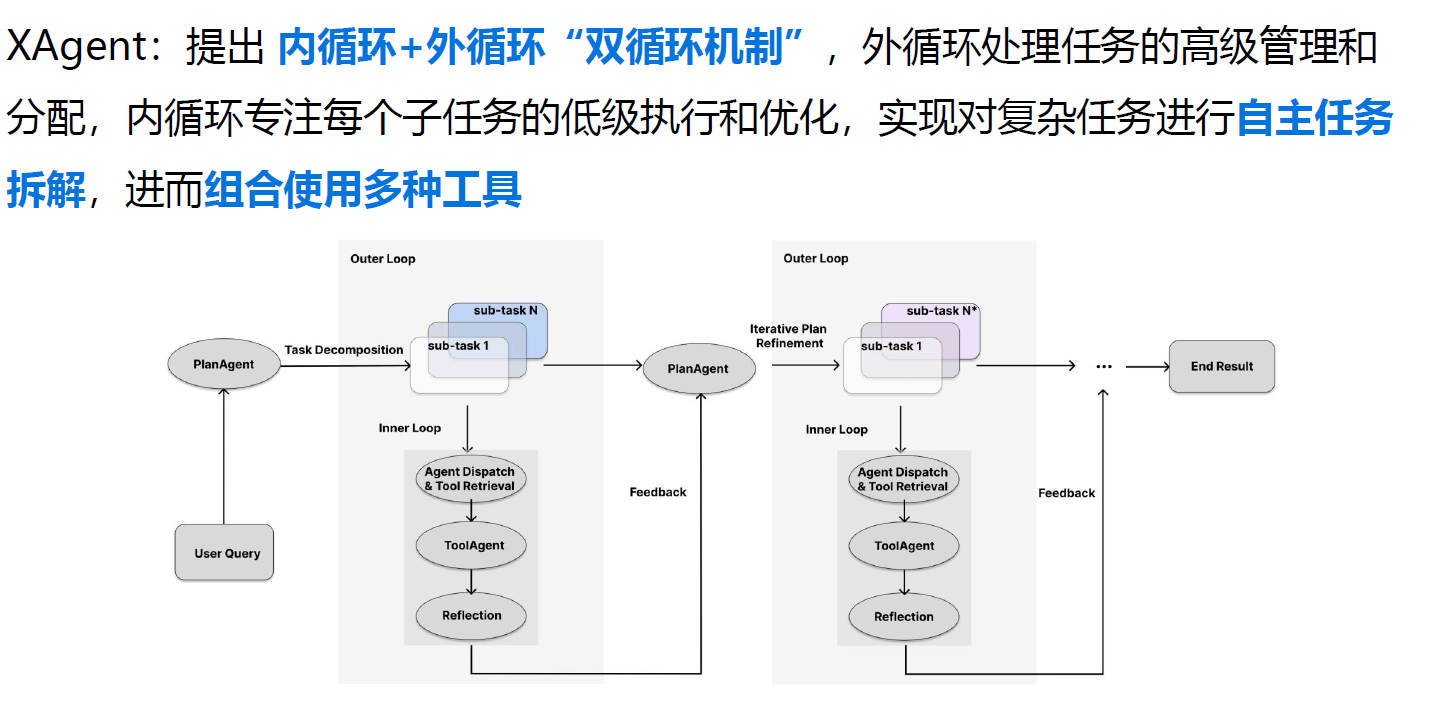 XAgent：提出 内循环+外循环“双循环机制”，外循环处理任务的高级管理和
分配，内循环专注每个子任务的低级执行和优化，实现对复杂任务进行自主任务
拆解，进而组合使用多种工具
Outer Loop
Outer Loop
sub-task N
sub-task 1
sub-task N*
sub-task 1
PlanAgent
Task Decomposition
PlanAgent
Iterative Plan
Refinement
...
End Result
Inner Loop
Inner Loop
Agent Dispatch
& Tool Retrieval
Agent Dispatch
& Tool Retrieval
Feedback
Feedback
User Query
ToolAgent
ToolAgent
Reflection
Reflection